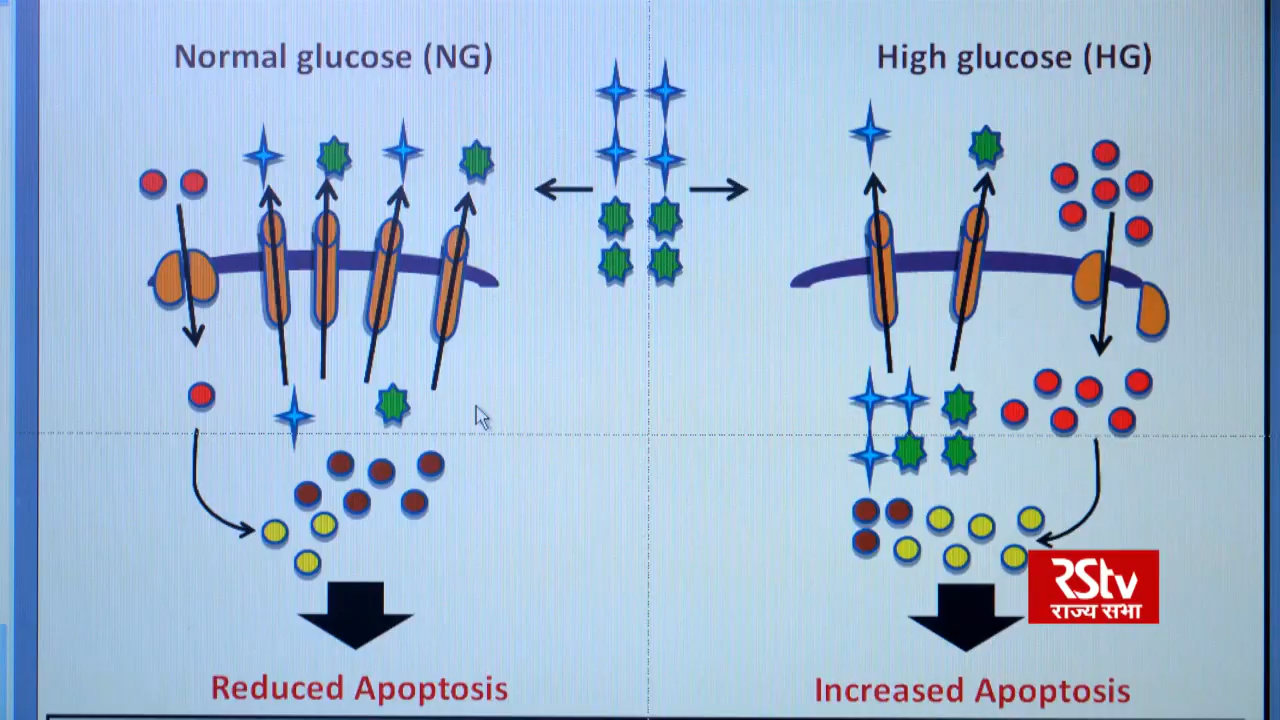 Normal glucose (NG)
High glucose (HG)
RSTV
राज्य सभा
Reduced Apoptosis
Increased Apoptosis